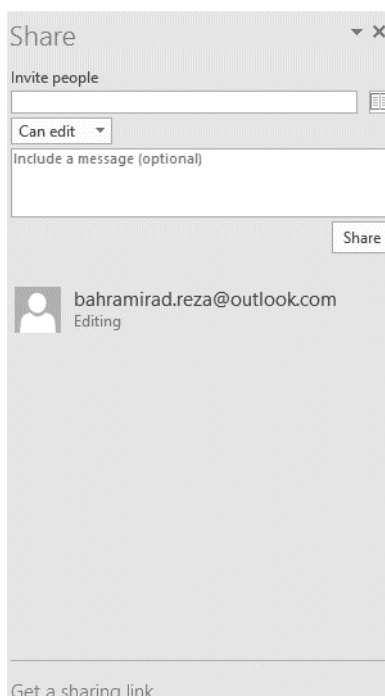 Share
Invite people
Can edit
Include a message (optional)
Share
bahramirad.reza@outlook.com
Editing
Get a sharing link